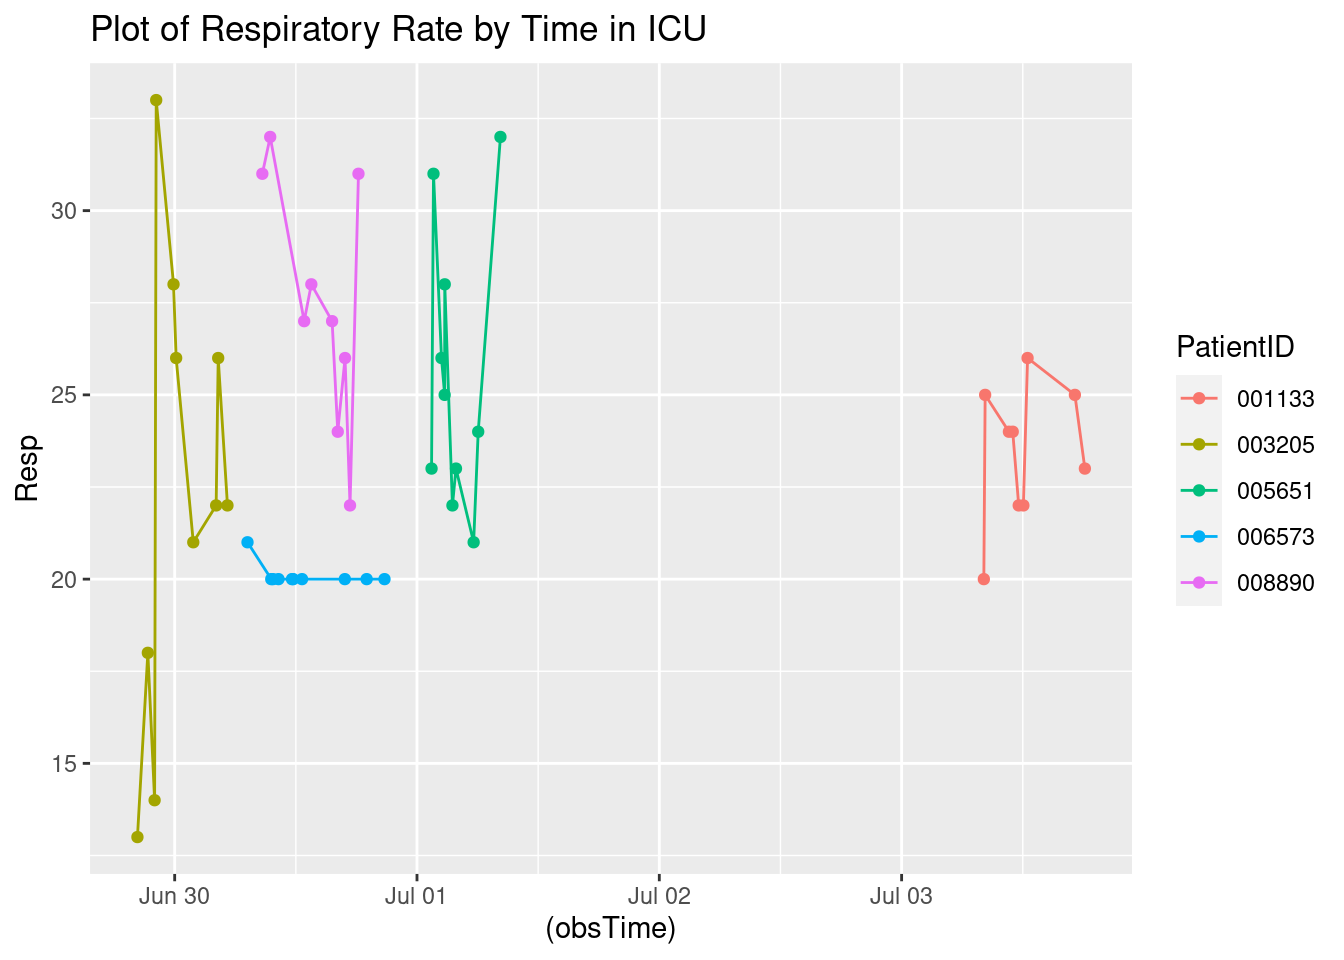 Plot of Respiratory Rate by Time in ICU
30
25
20
15
Resp
Jun 30
Jul 01
Jul 02
Jul 03
(obsTime)
PatientID
001133
003205
005651
006573
008890